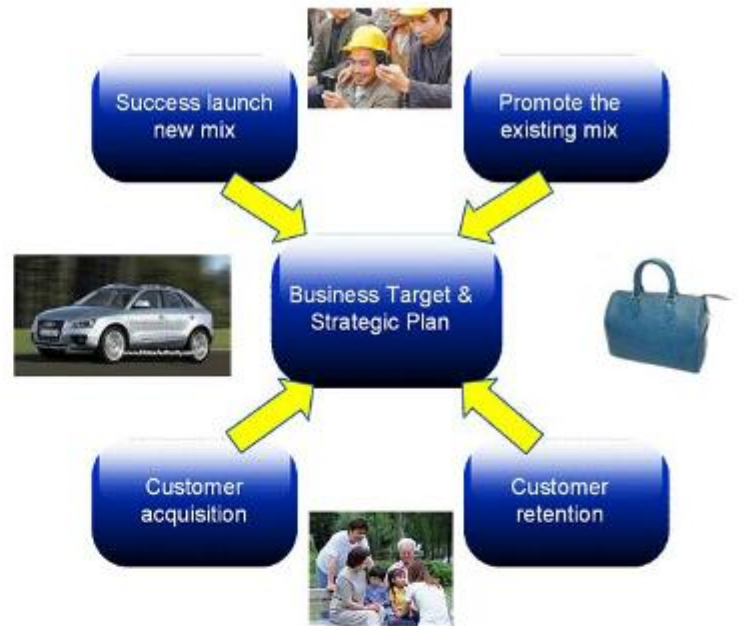 Success launch
new mix
Promote the
existing mix
Business Target &
Strategic Plan
Customer
acquisition
Customer
retention